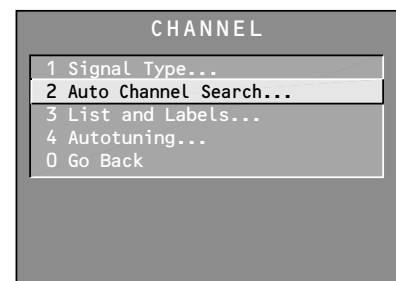 CHANNEL
1 Signal Type...
2 Auto Channel Search...
3 List and Labels...
4 Autotuning...
0 Go Back